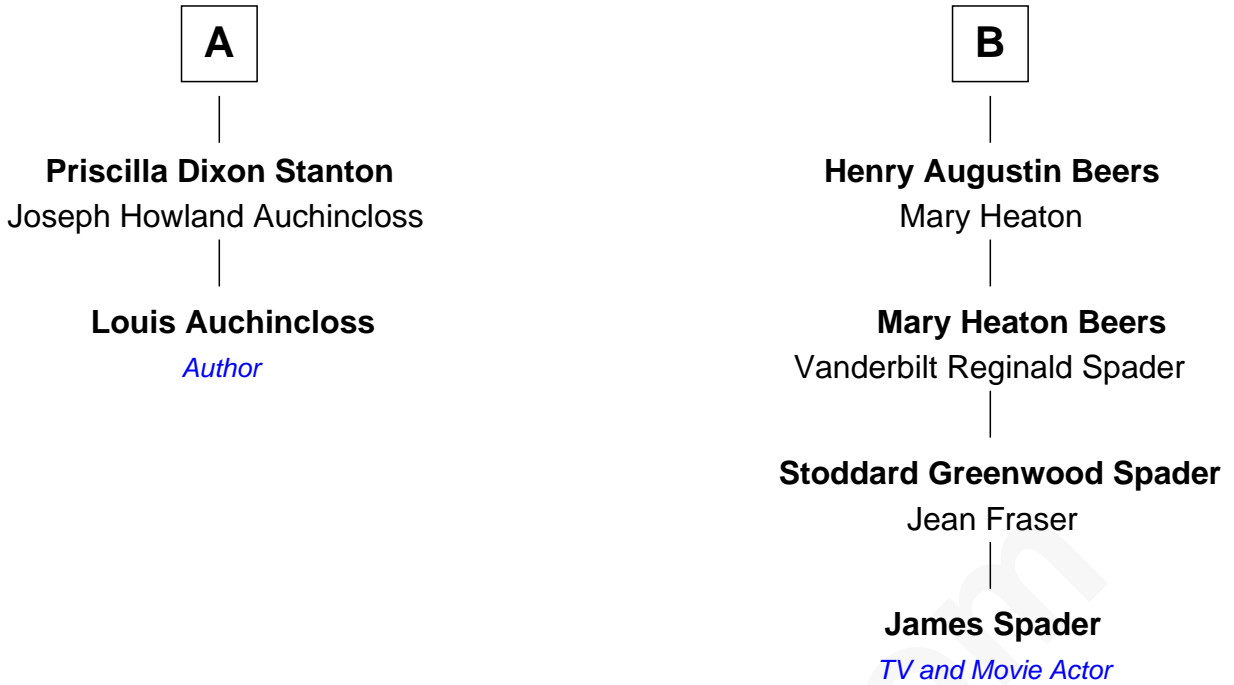 A
Priscilla Dixon Stanton
Joseph Howland Auchincloss
Louis Auchincloss
Author
B
Henry Augustin Beers
Mary Heaton
Mary Heaton Beers
Vanderbilt Reginald Spader
Stoddard Greenwood Spader
Jean Fraser
James Spader
TV and Movie Actor